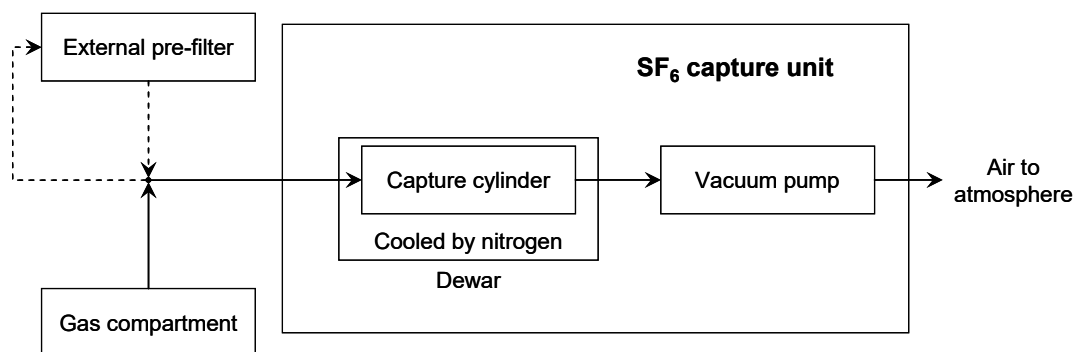 External pre-filter
SF₆ capture unit
Capture cylinder
Vacuum pump
Air to
atmosphere
Cooled by nitrogen
Dewar
Gas compartment